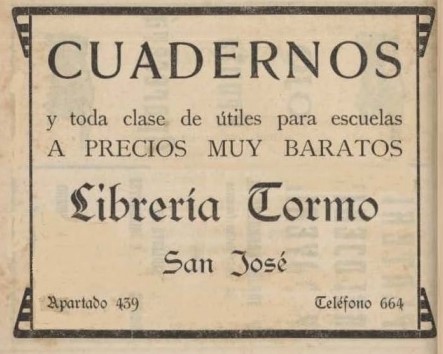 CUADERNOS
y toda clase de útiles para escuelas
A PRECIOS MUY BARATOS
Librería Tormo
San José
Apartado 439 Teléfono 664